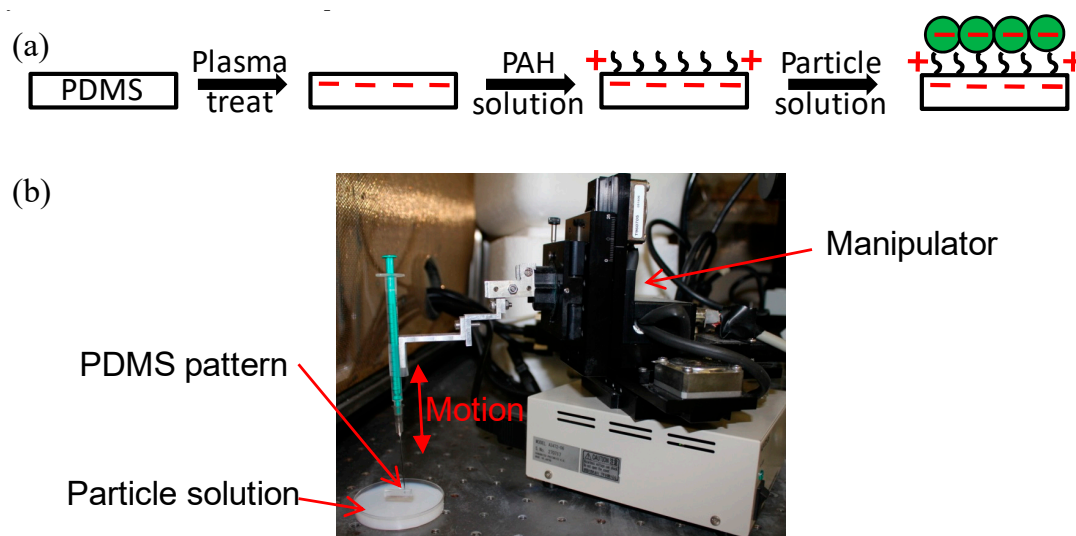 (a)
PDMS
Plasma
treat
PAH
solution
Particle
solution
(b)
Manipulator
PDMS pattern
Motion
Particle solution